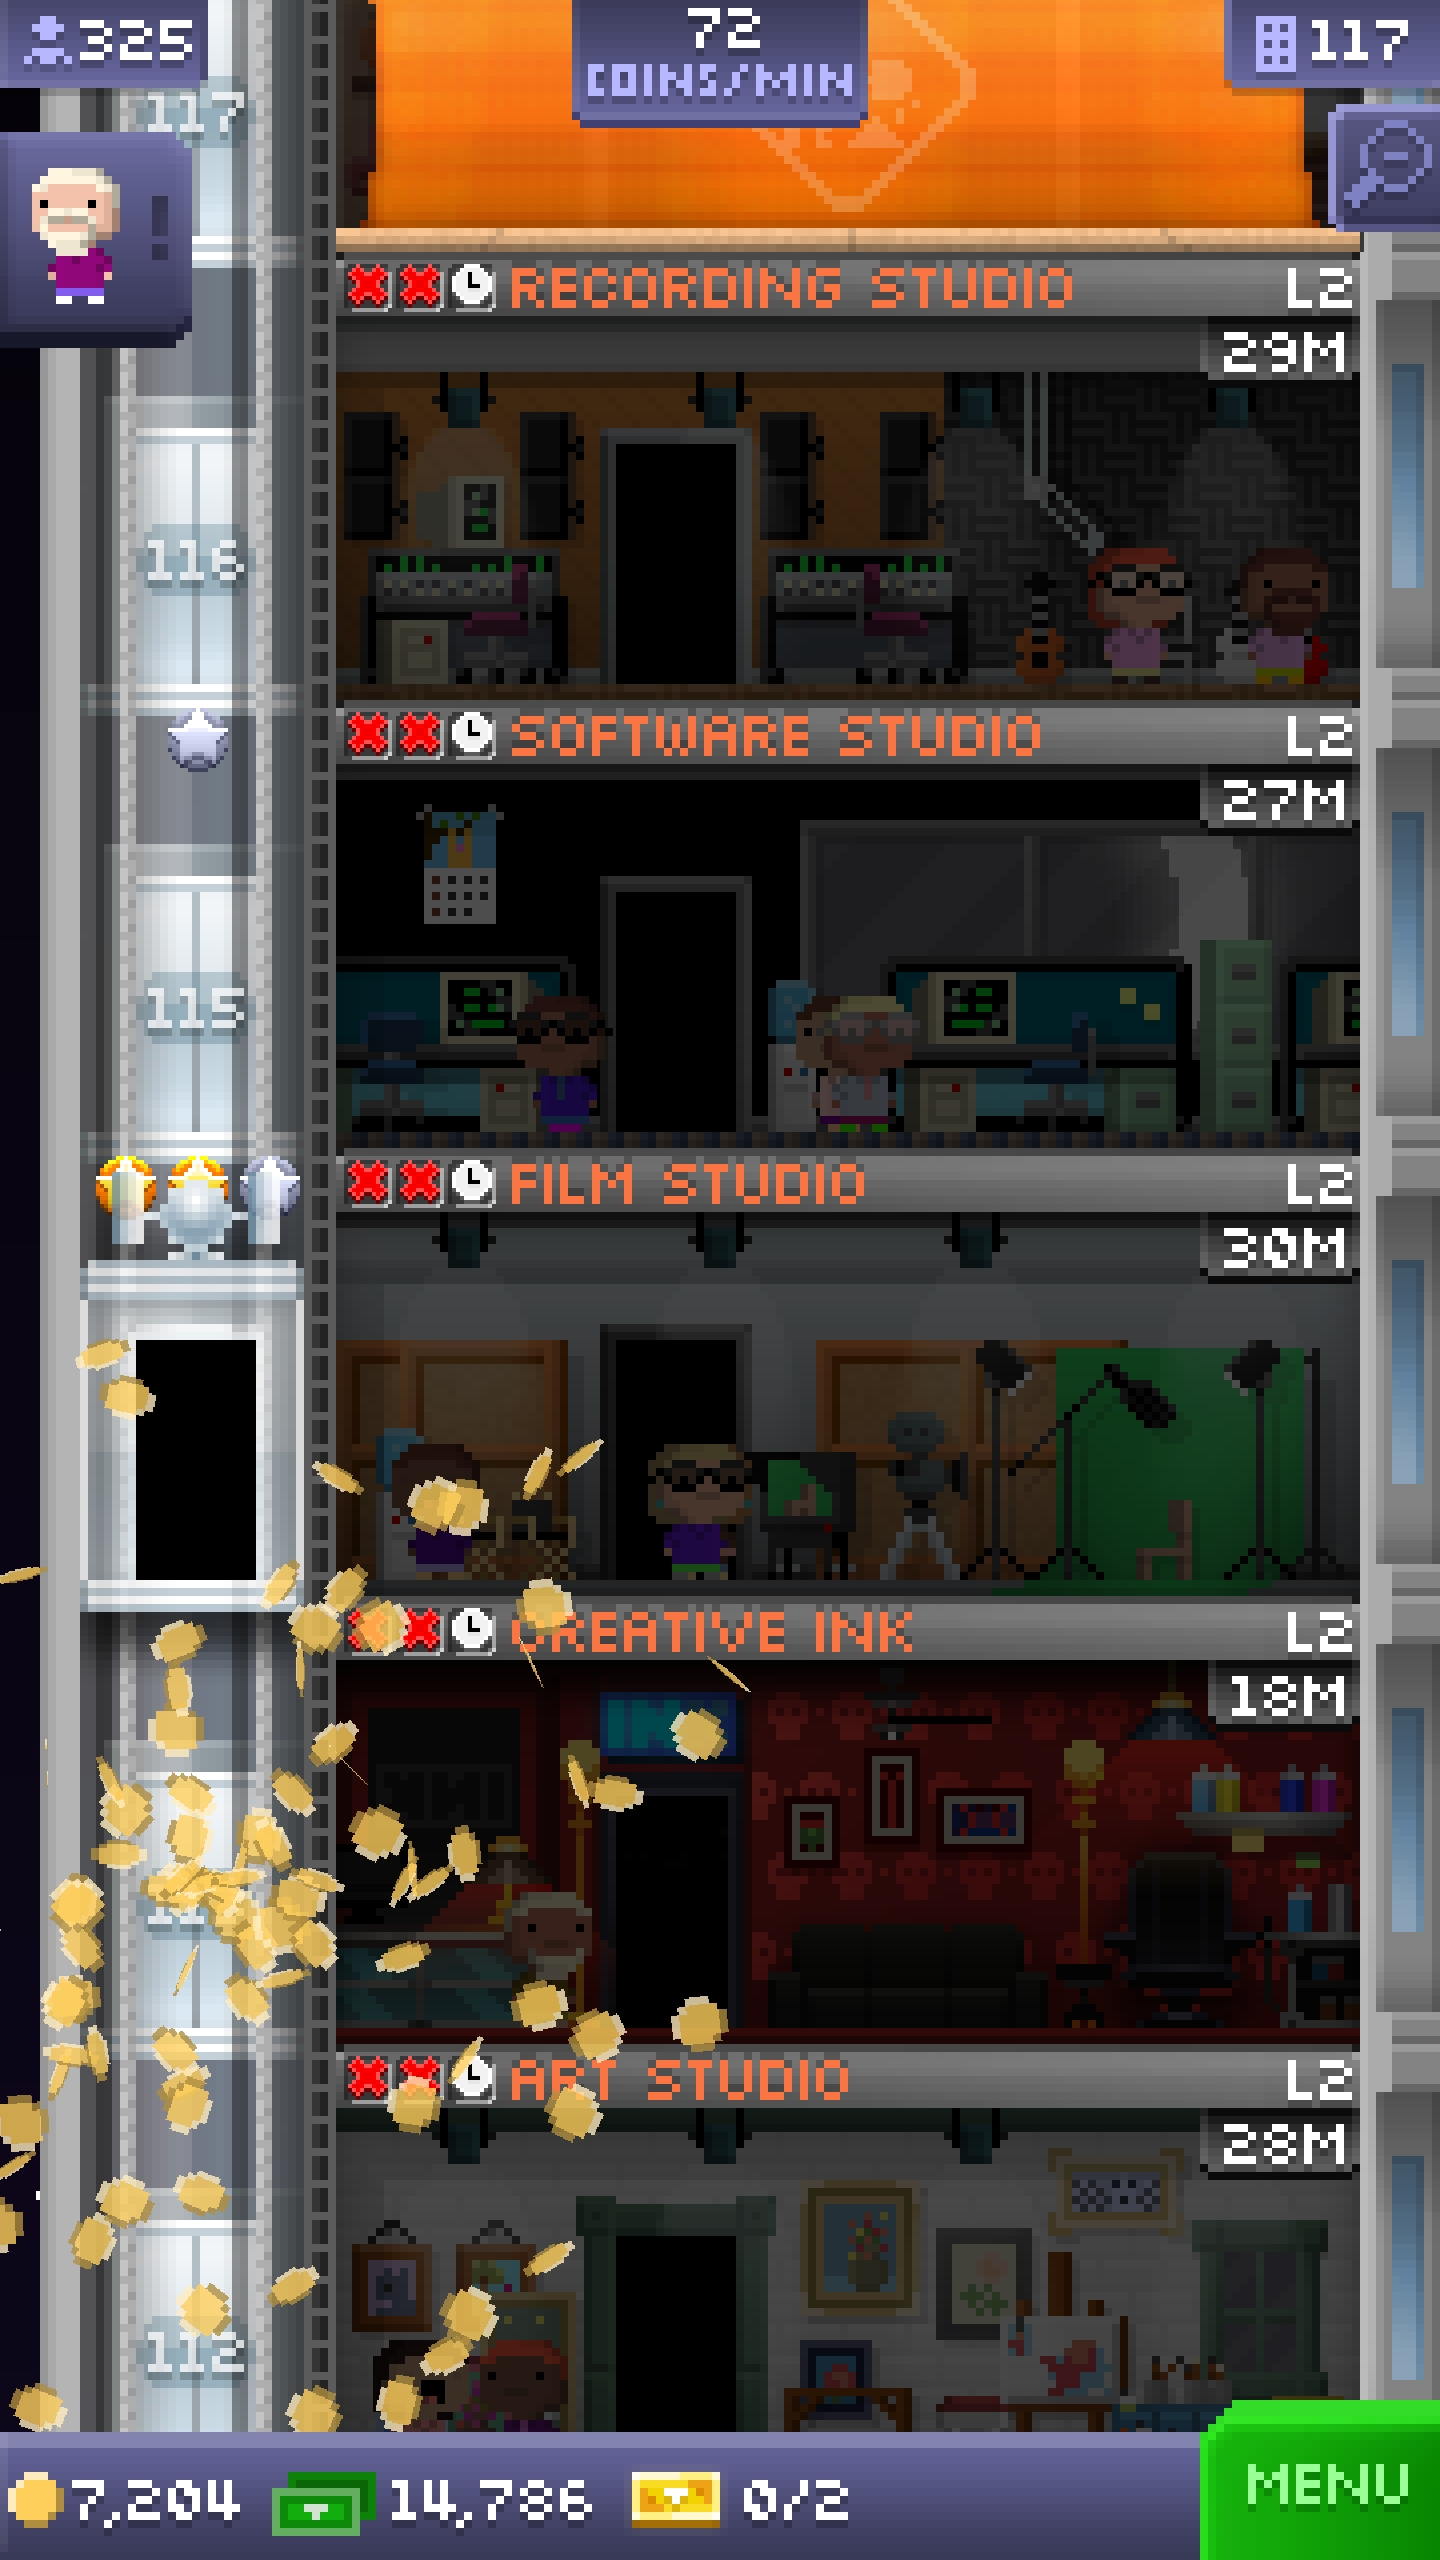 325
72
COINS/MIN
117
117
RECORDING STUDIO L2
29M
116
SOFTWARE STUDIO L2
27M
115
FILM STUDIO L2
30M
CREATIVE INK L2
18M
INK
ART STUDIO L2
28M
112
7,204 14,786 0/2
MENU